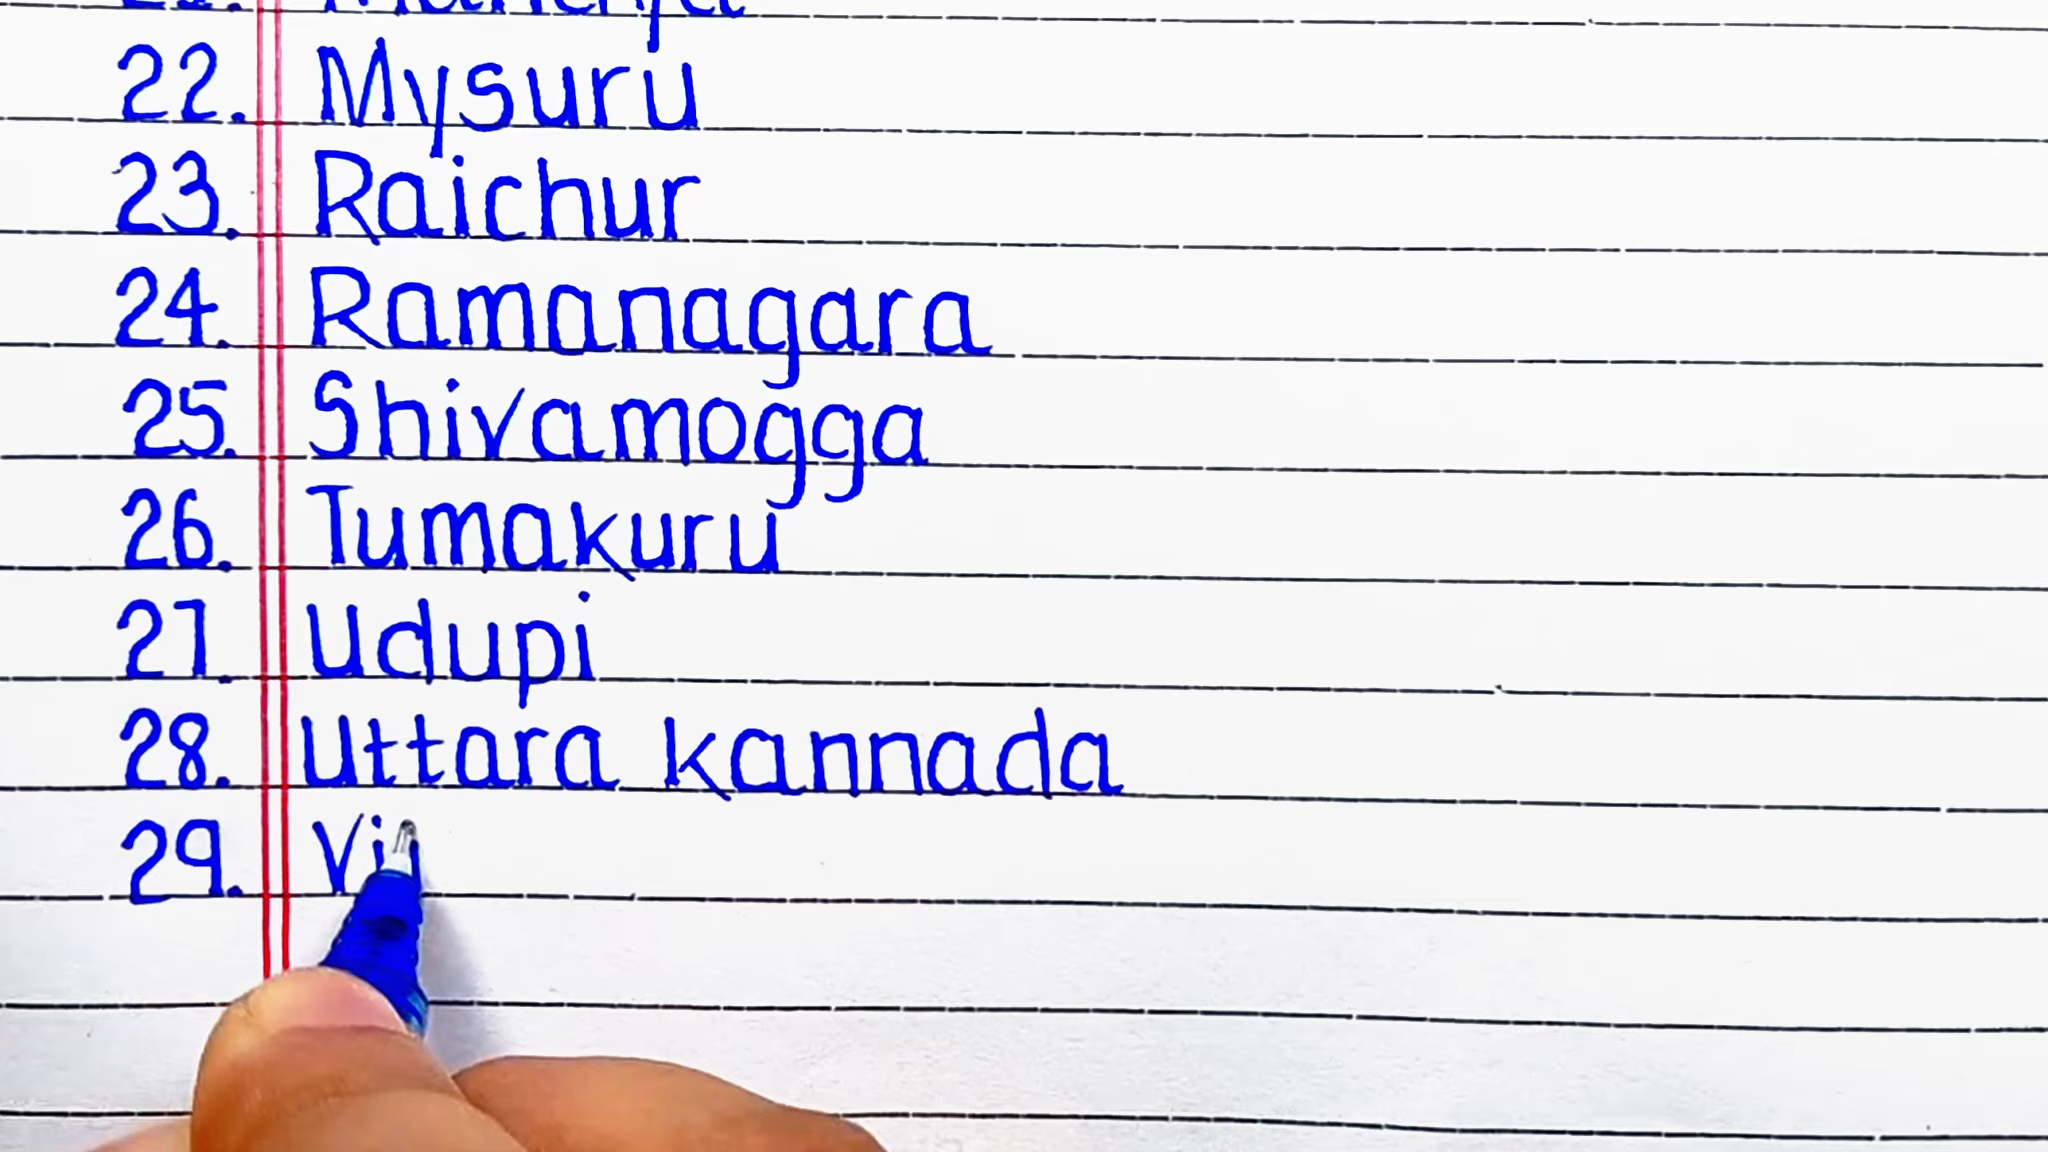 22. Mysuru
23. Raichur
24. Ramanagara
25. Shivamogga
26. Tumakuru
27. Udupi
28. Uttara kannada
29. Vi